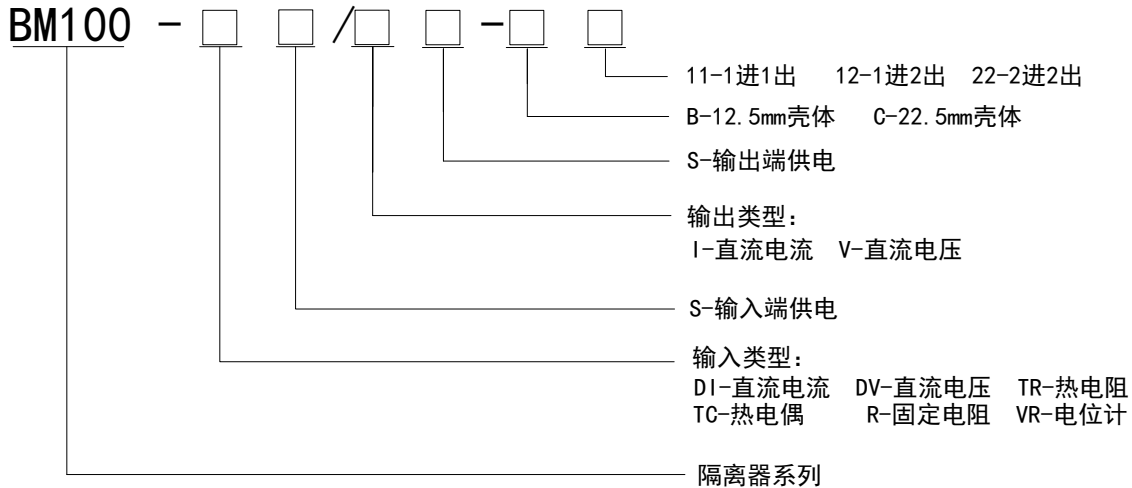 BM100 - □ □ /□ □ -□ □
11-1进1出 12-1进2出 22-2进2出
B-12.5mm壳体 C-22.5mm壳体
S-输出端供电
输出类型:
I-直流电流 V-直流电压
S-输入端供电
输入类型:
DI-直流电流 DV-直流电压 TR-热电阻
TC-热电偶 R-固定电阻 VR-电位计
隔离器系列